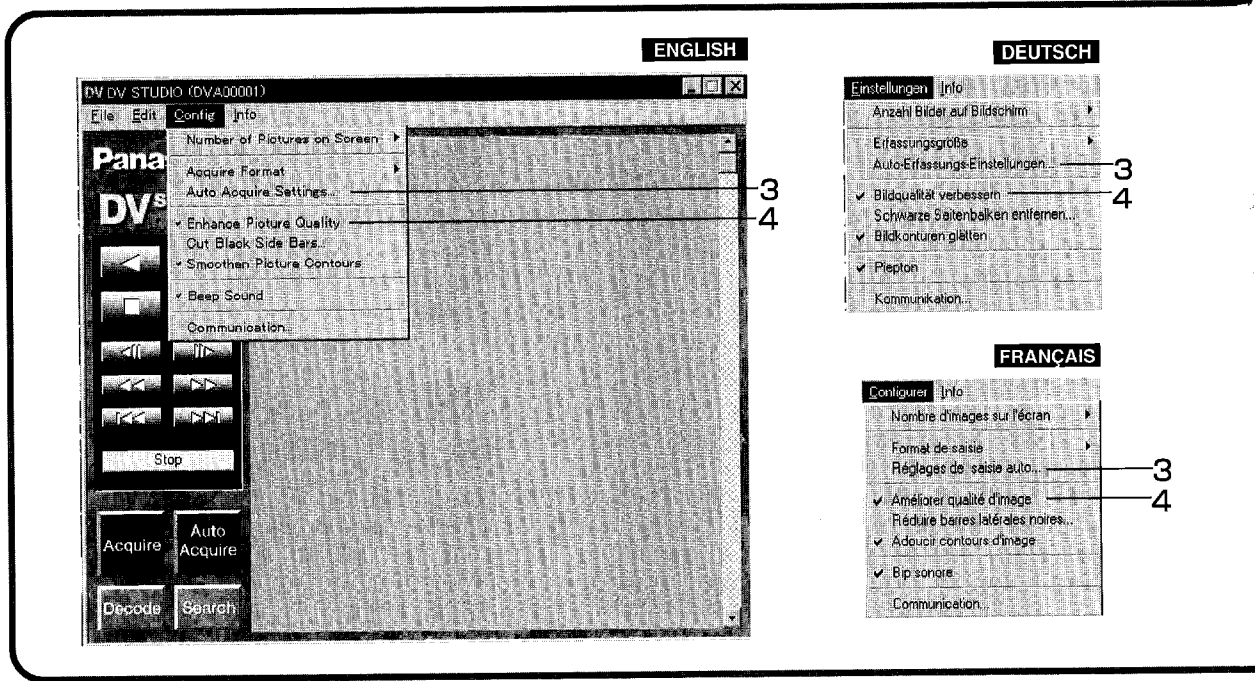 ENGLISH
DV DV STUDIO (DVA00001)
File Edit Config Info
Number of Pictures on Screen
Acquire Format
Auto Acquire Settings...
3
Enhance Picture Quality
4
Cut Black Side Bars...
Smoothen Picture Contours
Beep Sound
Communication...
Pana
DVs
Stop
Acquire
Auto Acquire
Decode
Search
DEUTSCH
Einstellungen Info
Anzahl Bilder auf Bildschirm
Erfassungsgröße
Auto-Erfassungs-Einstellungen...
3
Bildqualität verbessern
4
Schwarze Seitenbalken entfernen...
Bildkonturen glätten
Piepton
Kommunikation...
FRANÇAIS
Configurer Info
Nombre d'images sur l'écran
Format de saisie
Réglages de saisie auto...
3
Améliorer qualité d'image
4
Réduire barres latérales noires...
Adoucir contours d'image
Bip sonore
Communication...